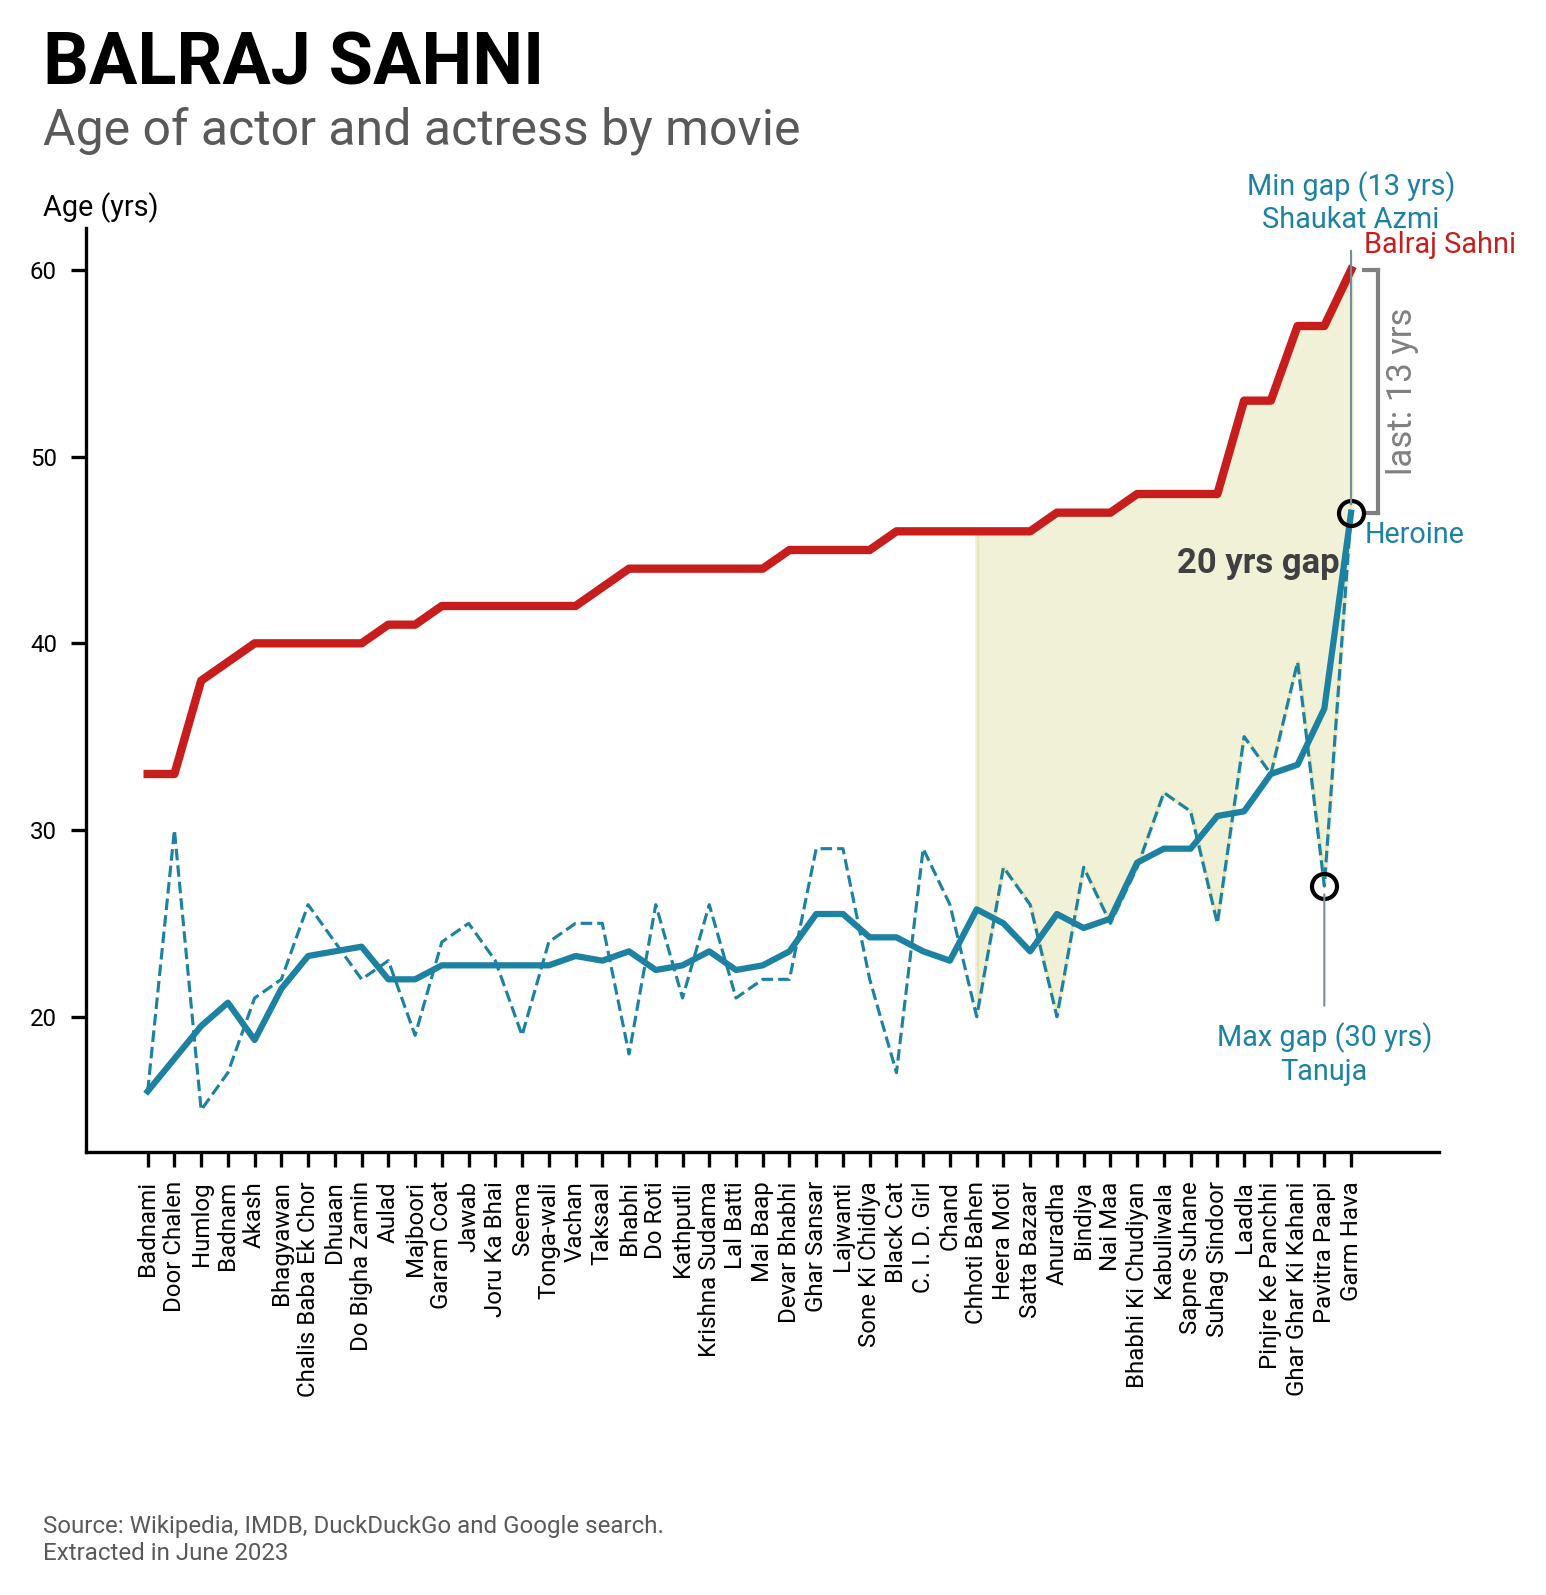 BALRAJ SAHNI
Age of actor and actress by movie
Min gap (13 yrs)
Shaukat Azmi
Age (yrs)
Balraj Sahni
60
last: 13 yrs
50
Heroine
20 yrs gap
40
30
20
Max gap (30 yrs)
Tanuja
Badnami
Door Chalen
Humlog
Badnam
Akash
Bhagyawan
Chalis Baba Ek Chor
Dhuaan
Do Bigha Zamin
Aulad
Majboori
Garam Coat
Jawab
Joru Ka Bhai
Seema
Tonga-wali
Vachan
Taksaal
Bhabhi
Do Roti
Kathputli
Krishna Sudama
Lal Batti
Mai Baap
Devar Bhabhi
Ghar Sansar
Lajwanti
Sone Ki Chidiya
Black Cat
C. I. D. Girl
Chand
Chhoti Bahen
Heera Moti
Satta Bazaar
Anuradha
Bindiya
Nai Maa
Bhabhi Ki Chudiyan
Kabuliwala
Sapne Suhane
Suhag Sindoor
Laadla
Pinjre Ke Panchhi
Ghar Ghar Ki Kahani
Pavitra Paapi
Garm Hava
Source: Wikipedia, IMDB, DuckDuckGo and Google search.
Extracted in June 2023